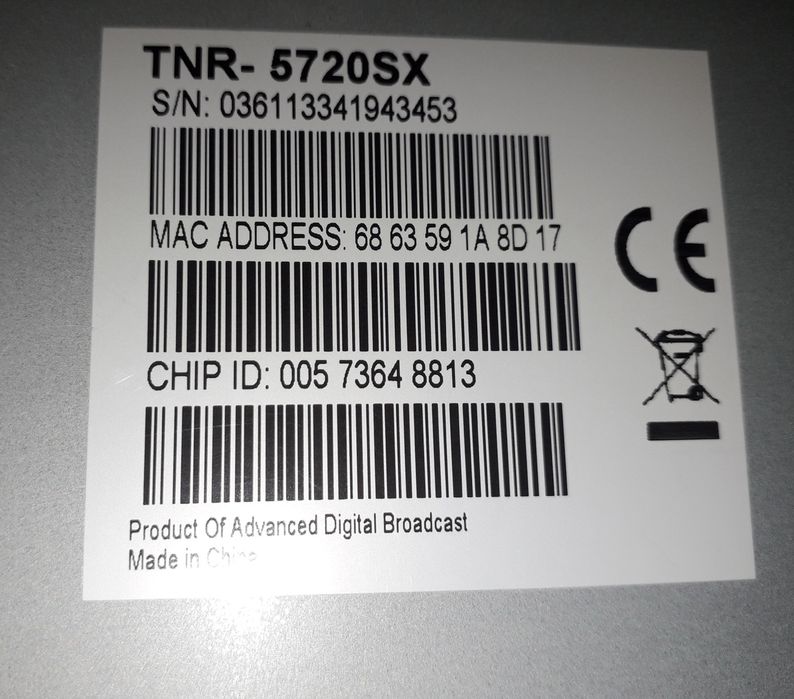 TNR- 5720SX
S/N: 036113341943453
MAC ADDRESS: 68 63 59 1A 8D 17
CHIP ID: 005 7364 8813
Product Of Advanced Digital Broadcast
Made in China
CE